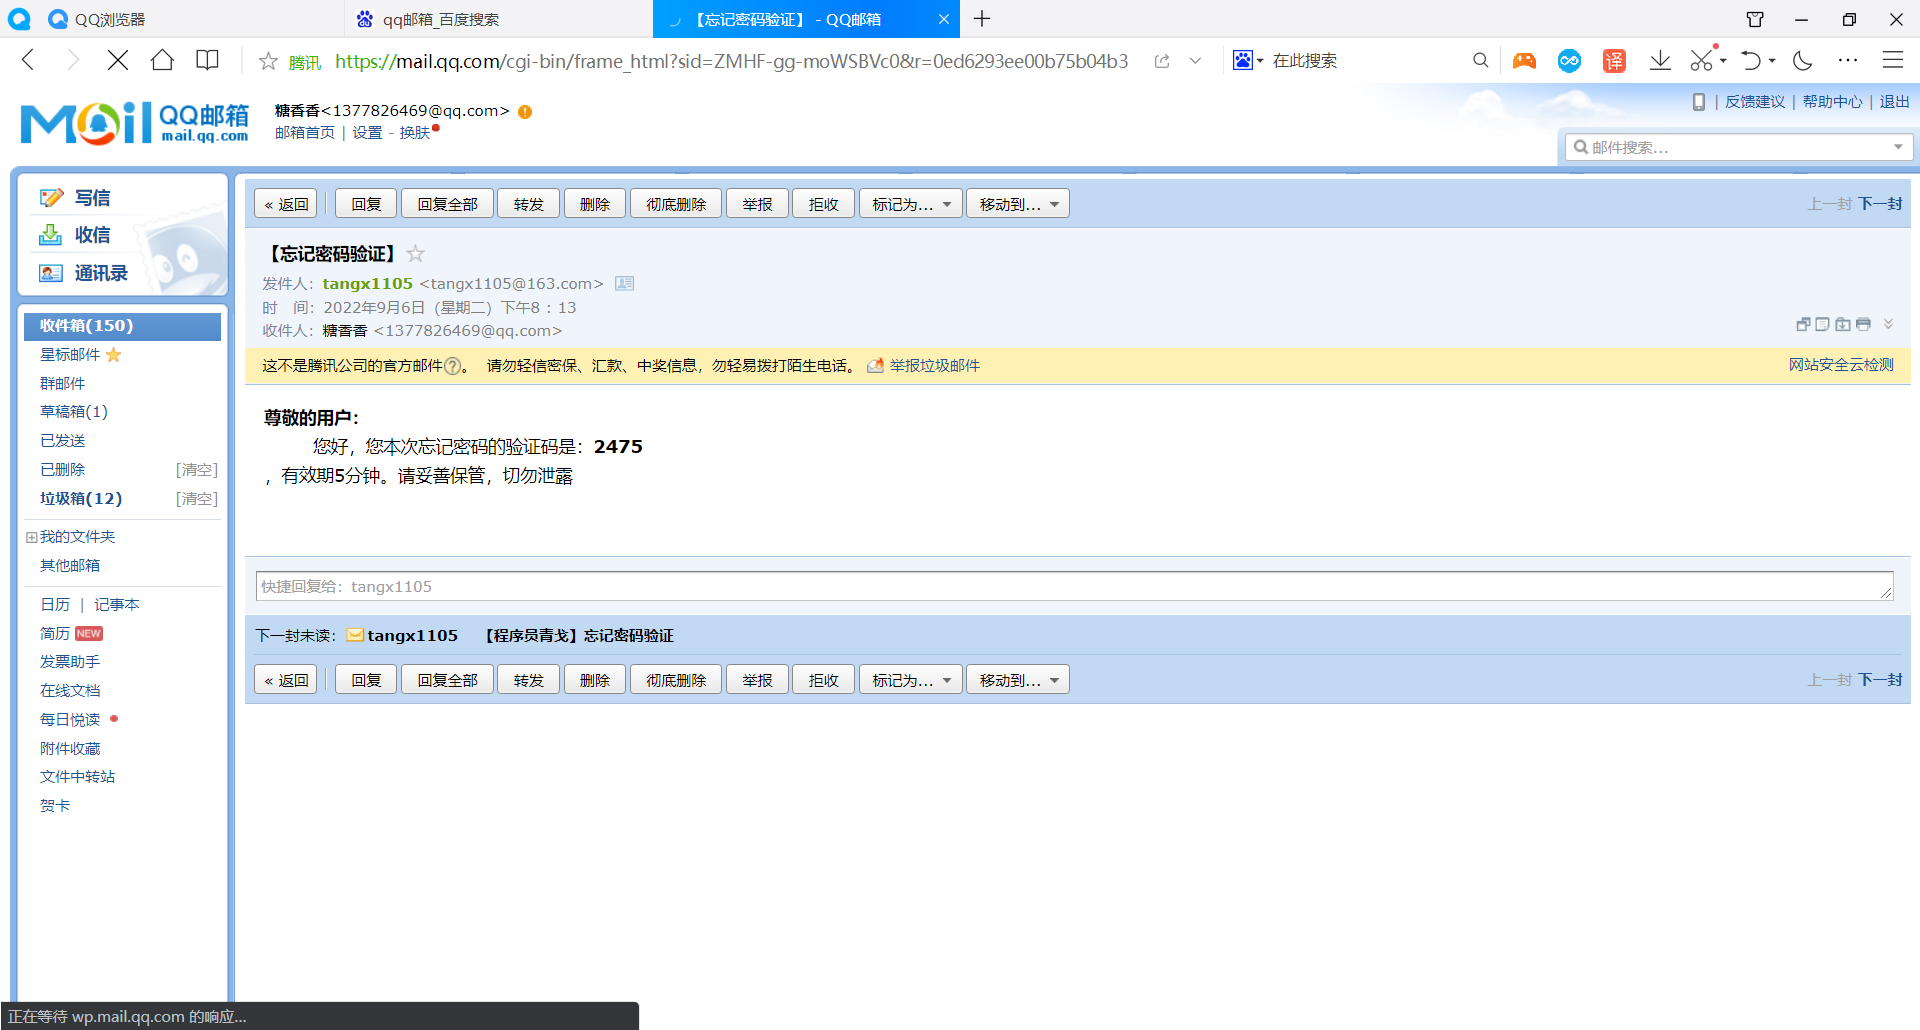 QQ浏览器
qq邮箱_百度搜索
【忘记密码验证】 - QQ邮箱
腾讯 https://mail.qq.com/cgi-bin/frame_html?sid=ZMHF-gg-moWSBVc0&r=0ed6293ee00b75b04b3
在此搜索
译
Mail QQ邮箱
mail.qq.com
糖香香<1377826469@qq.com>
邮箱首页 | 设置 - 换肤
| 反馈建议 | 帮助中心 | 退出
邮件搜索...
写信
收信
通讯录
收件箱(150)
星标邮件
群邮件
草稿箱(1)
已发送
已删除 [清空]
垃圾箱(12) [清空]
我的文件夹
其他邮箱
日历 | 记事本
简历 NEW
发票助手
在线文档
每日悦读
附件收藏
文件中转站
贺卡
« 返回 回复 回复全部 转发 删除 彻底删除 举报 拒收 标记为... 移动到... 上一封 下一封
【忘记密码验证】
发件人：tangx1105 <tangx1105@163.com>
时 间：2022年9月6日（星期二）下午8：13
收件人：糖香香 <1377826469@qq.com>
这不是腾讯公司的官方邮件?。 请勿轻信密保、汇款、中奖信息，勿轻易拨打陌生电话。 举报垃圾邮件 网站安全云检测
尊敬的用户：
您好，您本次忘记密码的验证码是：2475
，有效期5分钟。请妥善保管，切勿泄露
快捷回复给：tangx1105
下一封未读：tangx1105 【程序员青戈】忘记密码验证
« 返回 回复 回复全部 转发 删除 彻底删除 举报 拒收 标记为... 移动到... 上一封 下一封
正在等待 wp.mail.qq.com 的响应...